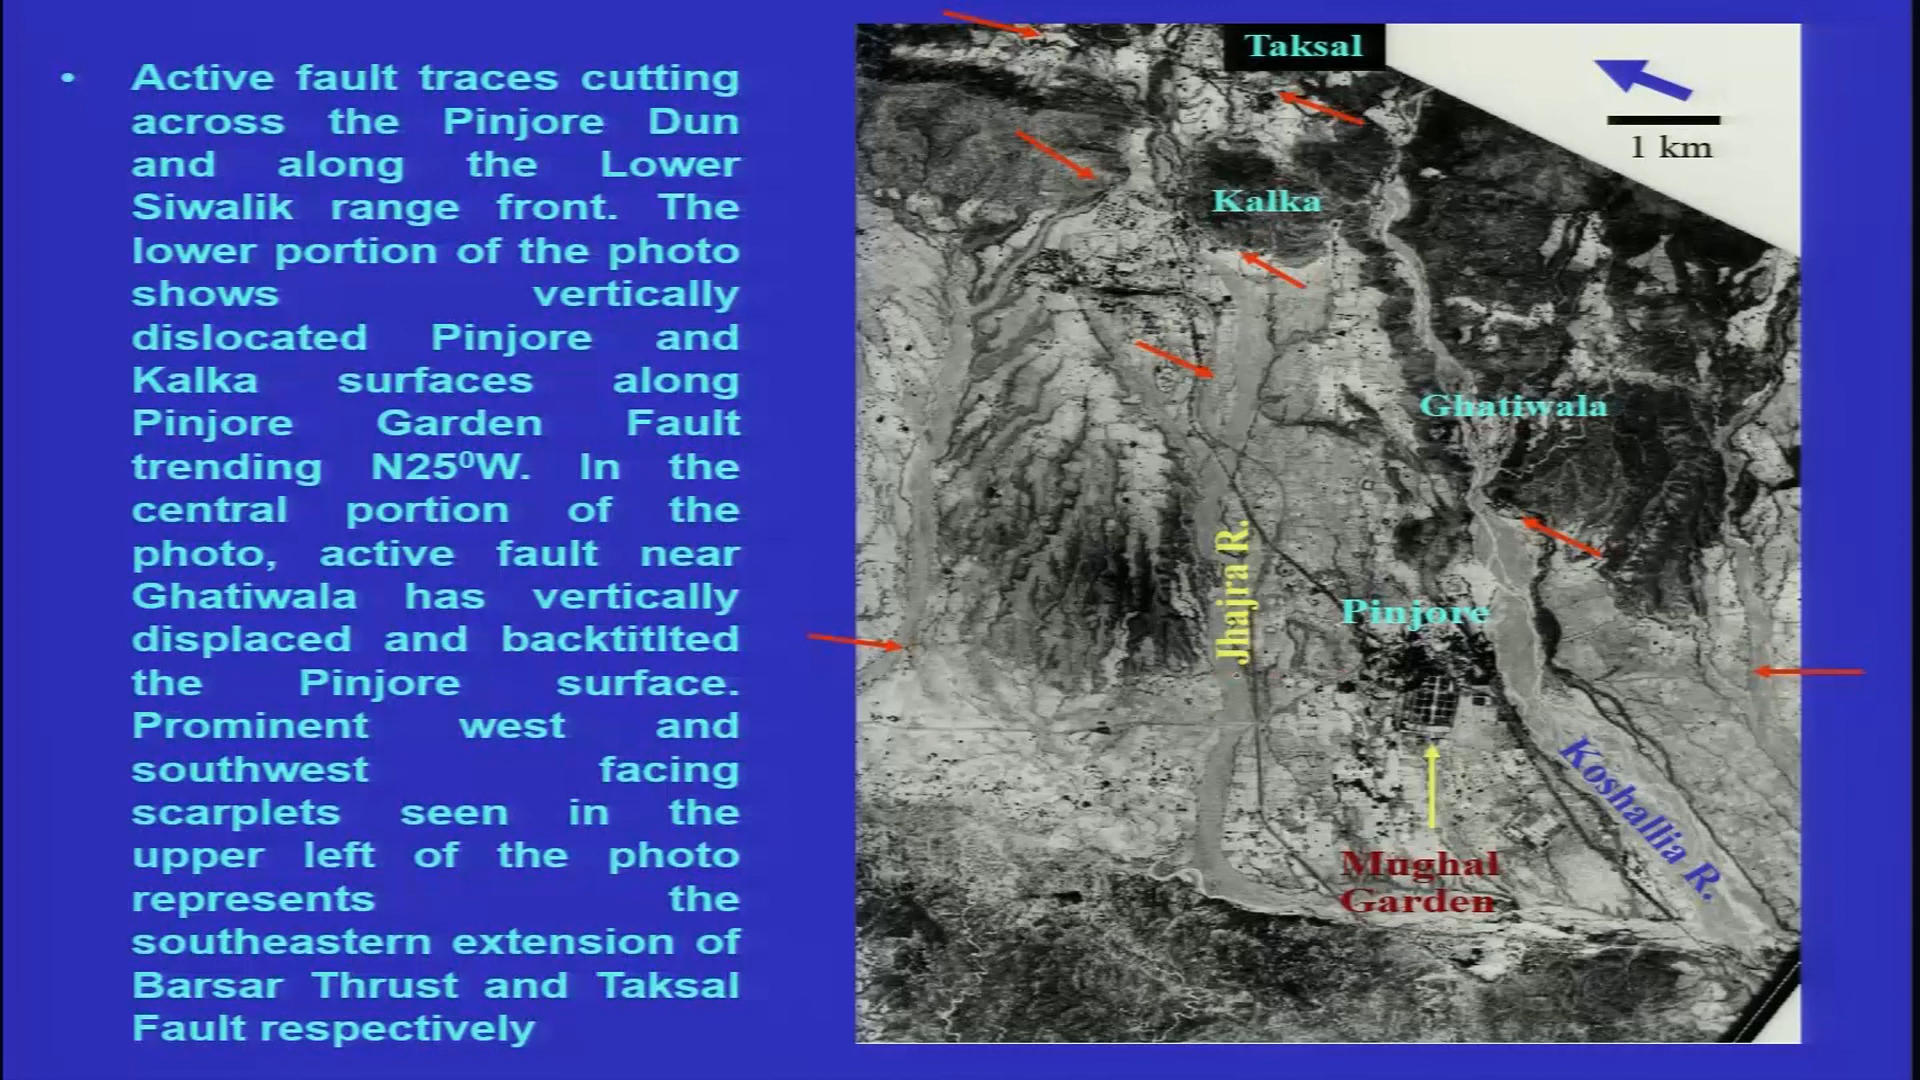 • Active fault traces cutting
across the Pinjore Dun
and along the Lower
Siwalik range front. The
lower portion of the photo
shows vertically
dislocated Pinjore and
Kalka surfaces along
Pinjore Garden Fault
trending N25⁰W. In the
central portion of the
photo, active fault near
Ghatiwala has vertically
displaced and backtitlted
the Pinjore surface.
Prominent west and
southwest facing
scarplets seen in the
upper left of the photo
represents the
southeastern extension of
Barsar Thrust and Taksal
Fault respectively
Taksal
1 km
Kalka
Ghatiwala
Jhajra R.
Pinjore
Koshallia R.
Mughal
Garden